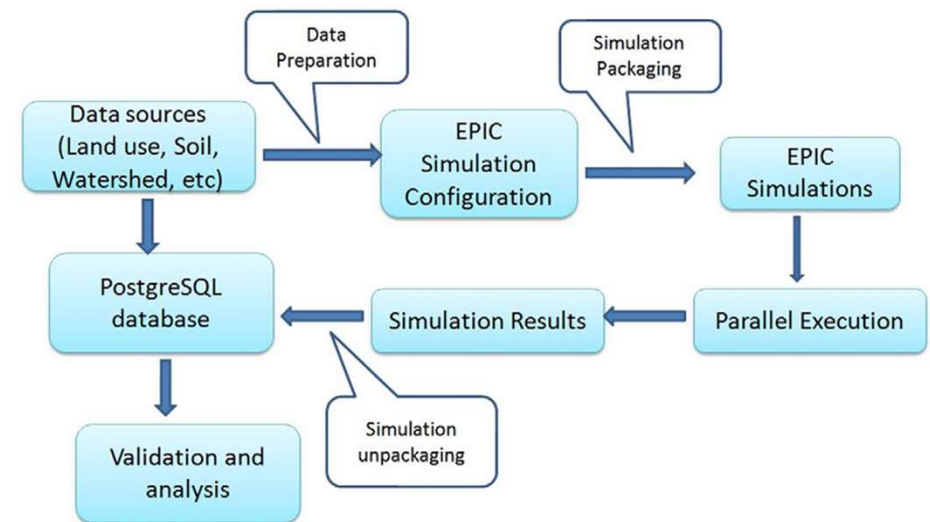 Data
Preparation
Simulation
Packaging
Data sources
(Land use, Soil,
Watershed, etc)
EPIC
Simulation
Configuration
EPIC
Simulations
PostgreSQL
database
Simulation Results
Parallel Execution
Simulation
unpackaging
Validation and
analysis